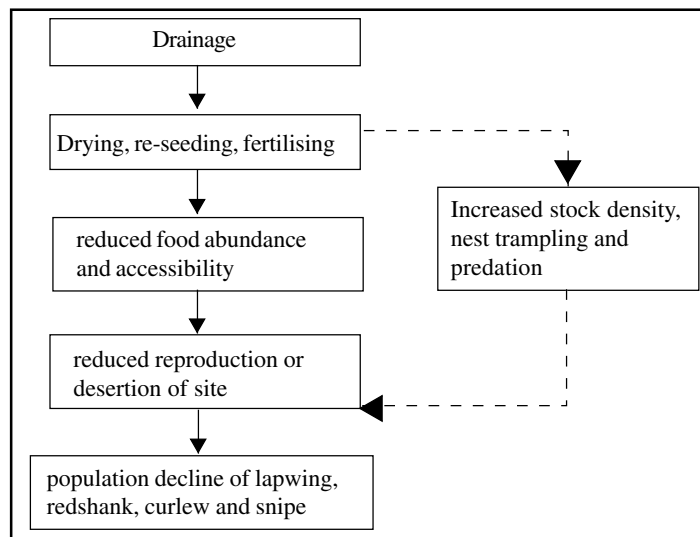 Drainage
Drying, re-seeding, fertilising
Increased stock density,
nest trampling and
predation
reduced food abundance
and accessibility
reduced reproduction or
desertion of site
population decline of lapwing,
redshank, curlew and snipe